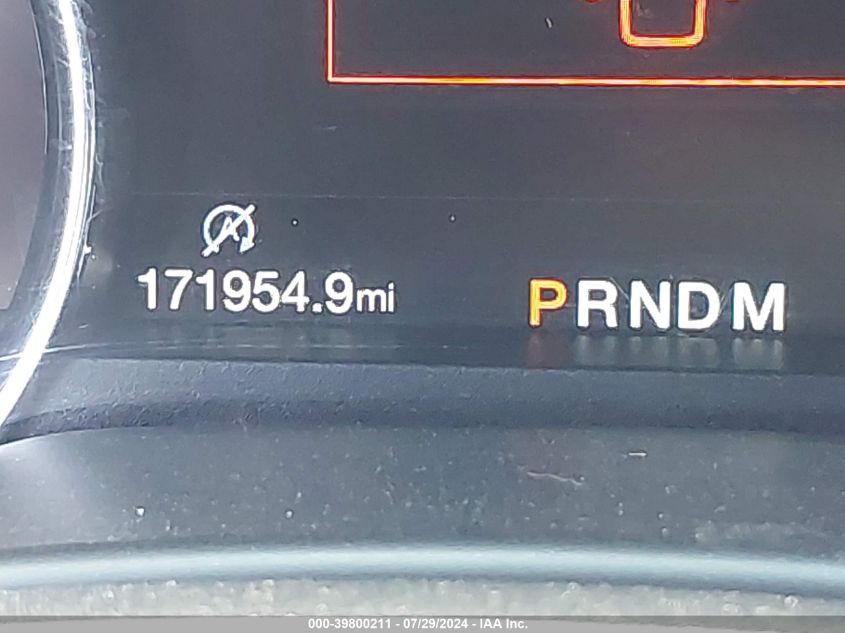 A
171954.9mi
PRNDM
000-39800211 - 07/29/2024 - IAA Inc.